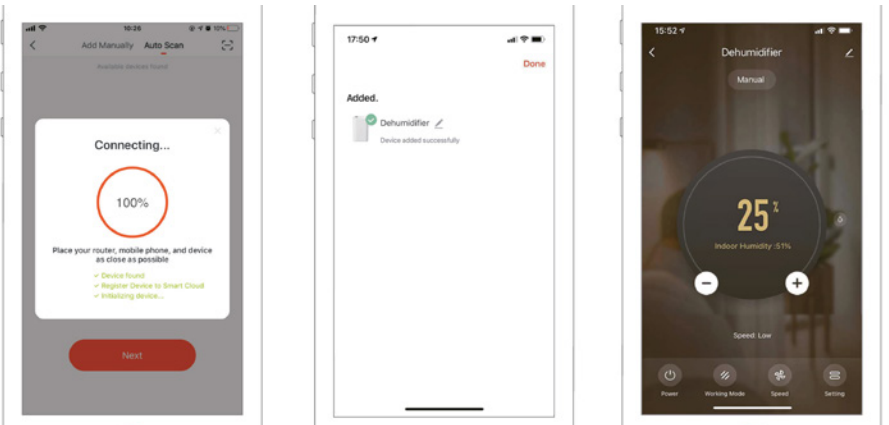 10:26
10%
Add Manually Auto Scan
Available devices found
Connecting...
100%
Place your router, mobile phone, and device
as close as possible
✓ Device found
✓ Register Device to Smart Cloud
✓ Initializing device...
Next
17:50
Done
Added.
Dehumidifier
Device added successfully
15:52
Dehumidifier
Manual
25 %
Indoor Humidity :51%
Speed: Low
Power Working Mode Speed Setting